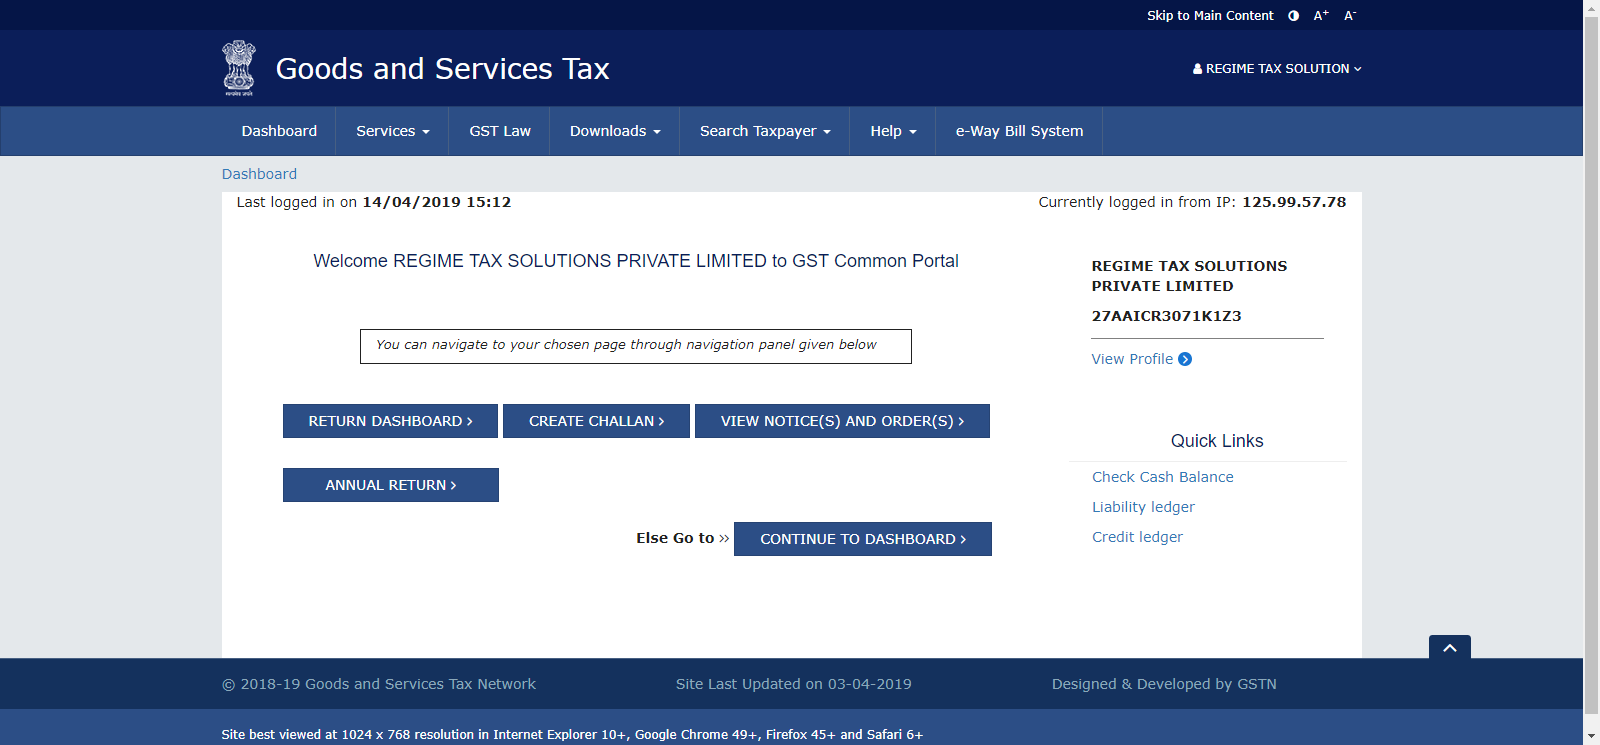 Skip to Main Content A+ A-
Goods and Services Tax
REGIME TAX SOLUTION
Dashboard Services GST Law Downloads Search Taxpayer Help e-Way Bill System
Dashboard
Last logged in on 14/04/2019 15:12
Currently logged in from IP: 125.99.57.78
Welcome REGIME TAX SOLUTIONS PRIVATE LIMITED to GST Common Portal
You can navigate to your chosen page through navigation panel given below
RETURN DASHBOARD >
CREATE CHALLAN >
VIEW NOTICE(S) AND ORDER(S) >
ANNUAL RETURN >
Else Go to »
CONTINUE TO DASHBOARD >
REGIME TAX SOLUTIONS
PRIVATE LIMITED
27AAICR3071K1Z3
View Profile
Quick Links
Check Cash Balance
Liability ledger
Credit ledger
© 2018-19 Goods and Services Tax Network
Site Last Updated on 03-04-2019
Designed & Developed by GSTN
Site best viewed at 1024 x 768 resolution in Internet Explorer 10+, Google Chrome 49+, Firefox 45+ and Safari 6+